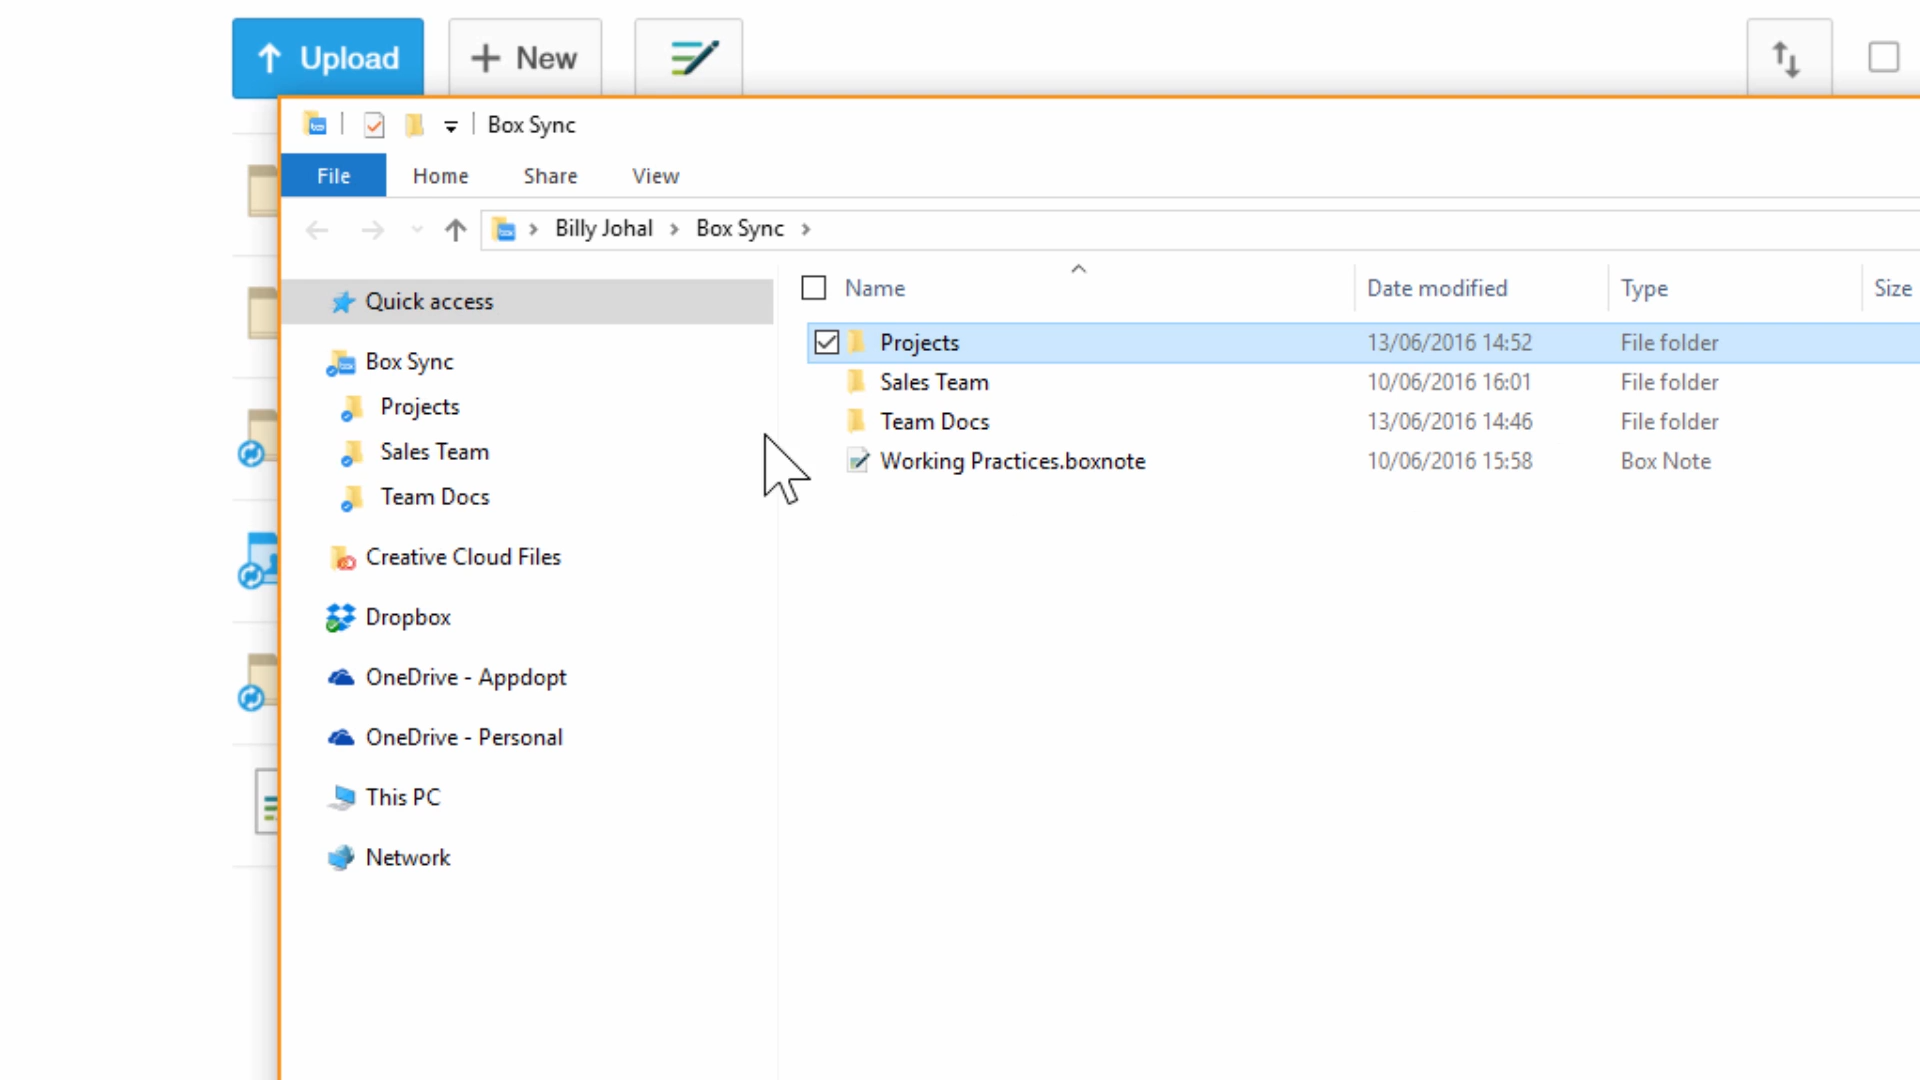 Upload
New
Box Sync
File Home Share View
Billy Johal Box Sync
Name Date modified Type Size
Quick access
Box Sync
Projects
Sales Team
Team Docs
Creative Cloud Files
Dropbox
OneDrive - Appdopt
OneDrive - Personal
This PC
Network
Projects 13/06/2016 14:52 File folder
Sales Team 10/06/2016 16:01 File folder
Team Docs 13/06/2016 14:46 File folder
Working Practices.boxnote 10/06/2016 15:58 Box Note